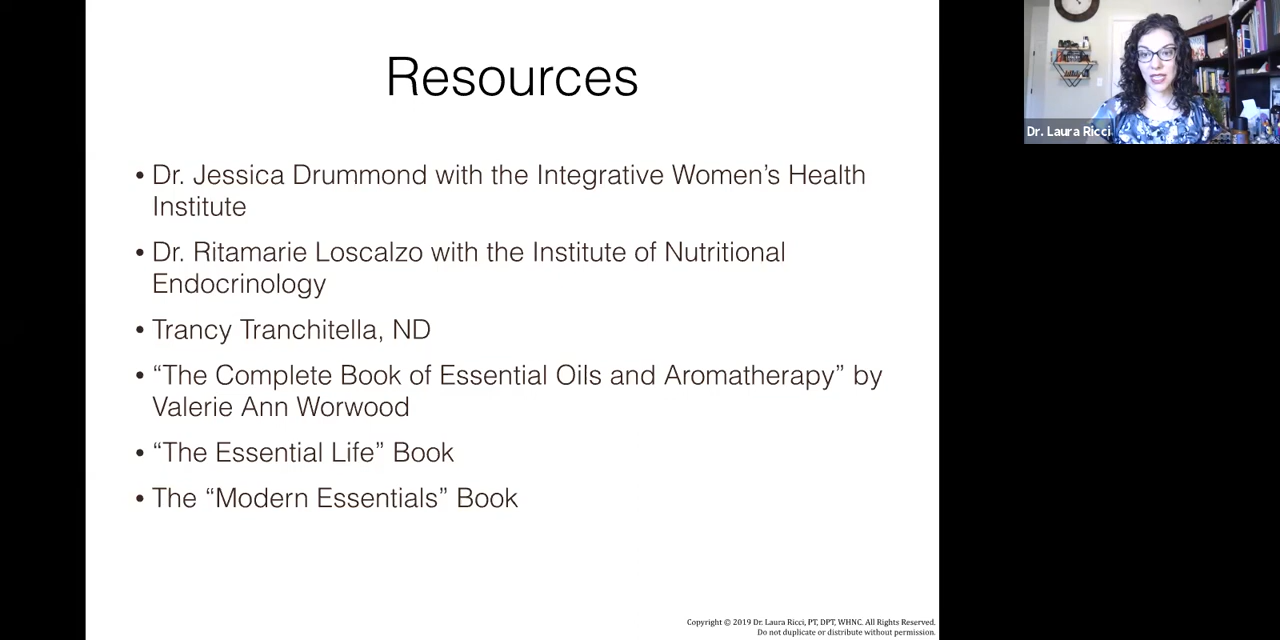 Resources
• Dr. Jessica Drummond with the Integrative Women's Health
Institute
• Dr. Ritamarie Loscalzo with the Institute of Nutritional
Endocrinology
• Trancy Tranchitella, ND
• “The Complete Book of Essential Oils and Aromatherapy” by
Valerie Ann Worwood
• “The Essential Life” Book
• The “Modern Essentials” Book
Copyright © 2019 Dr. Laura Ricci, PT, DPT, WHNC. All Rights Reserved.
Do not duplicate or distribute without permission.
Dr. Laura Ricci